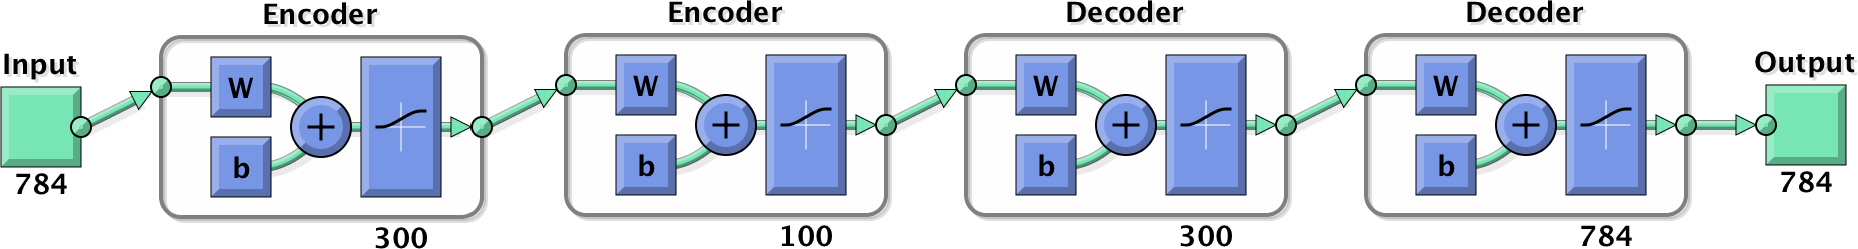 Encoder Encoder Decoder Decoder
Input Output
W W W W
+ + + +
b b b b
784 784
300 100 300 784